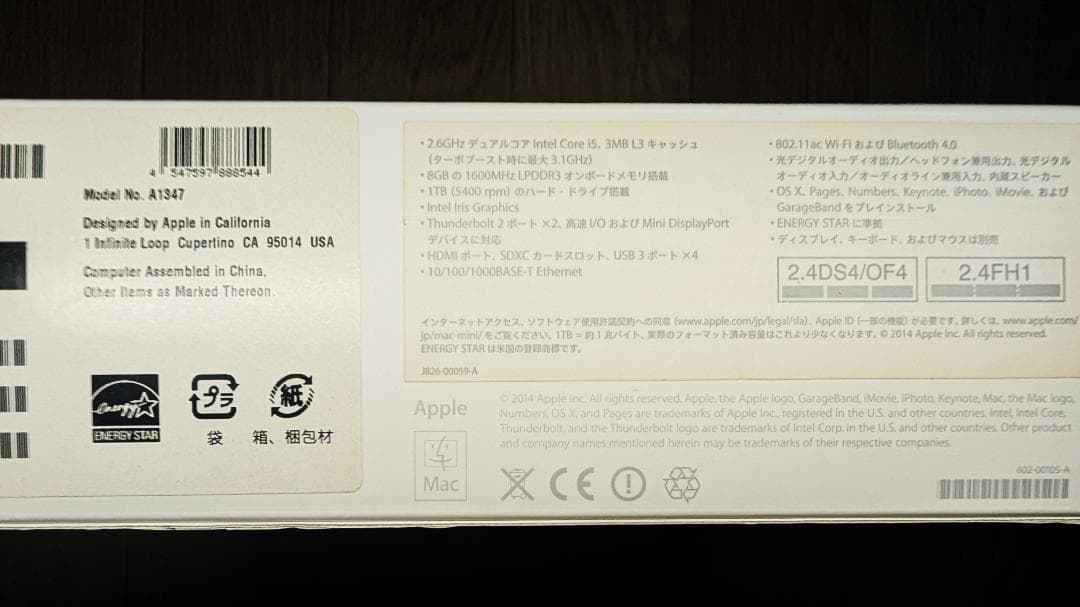 4 547597 888544
Model No. A1347
Designed by Apple in California
1 Infinite Loop Cupertino CA 95014 USA
Computer Assembled in China,
Other Items as Marked Thereon.
energy
ENERGY STAR
プラ
紙
袋
箱、梱包材
・2.6GHz デュアルコア Intel Core i5、3MB L3 キャッシュ
(ターボブースト時に最大 3.1GHz)
・8GB の 1600MHz LPDDR3 オンボードメモリ搭載
・1TB (5400 rpm) のハード・ドライブ搭載
・Intel Iris Graphics
・Thunderbolt 2 ポート ×2、高速 I/O および Mini DisplayPort
デバイスに対応
・HDMI ポート、SDXC カードスロット、USB 3 ポート ×4
・10/100/1000BASE-T Ethernet
・802.11ac Wi-Fi および Bluetooth 4.0
・光デジタルオーディオ出力／ヘッドフォン兼用出力、光デジタル
オーディオ入力／オーディオライン兼用入力、内蔵スピーカー
・OS X、Pages、Numbers、Keynote、iPhoto、iMovie、および
GarageBand をプレインストール
・ENERGY STAR に準拠
・ディスプレイ、キーボード、およびマウスは別売
2.4DS4/OF4
2.4FH1
インターネットアクセス、ソフトウェア使用許諾契約への同意 (www.apple.com/jp/legal/sla)、Apple ID (一部の機能) が必要です。詳しくは、www.apple.com/
jp/mac-mini/ をご覧ください。1TB = 約 1 兆バイト、実際のフォーマット済み容量はこれより少なくなります。© 2014 Apple Inc. All rights reserved.
ENERGY STAR は米国の登録商標です。
J826-00059-A
Apple
Mac
© 2014 Apple Inc. All rights reserved. Apple, the Apple logo, GarageBand, iMovie, iPhoto, Keynote, Mac, the Mac logo,
Numbers, OS X, and Pages are trademarks of Apple Inc., registered in the U.S. and other countries. Intel, Intel Core,
Thunderbolt, and the Thunderbolt logo are trademarks of Intel Corp. in the U.S. and other countries. Other product
and company names mentioned herein may be trademarks of their respective companies.
CE
602-00105-A